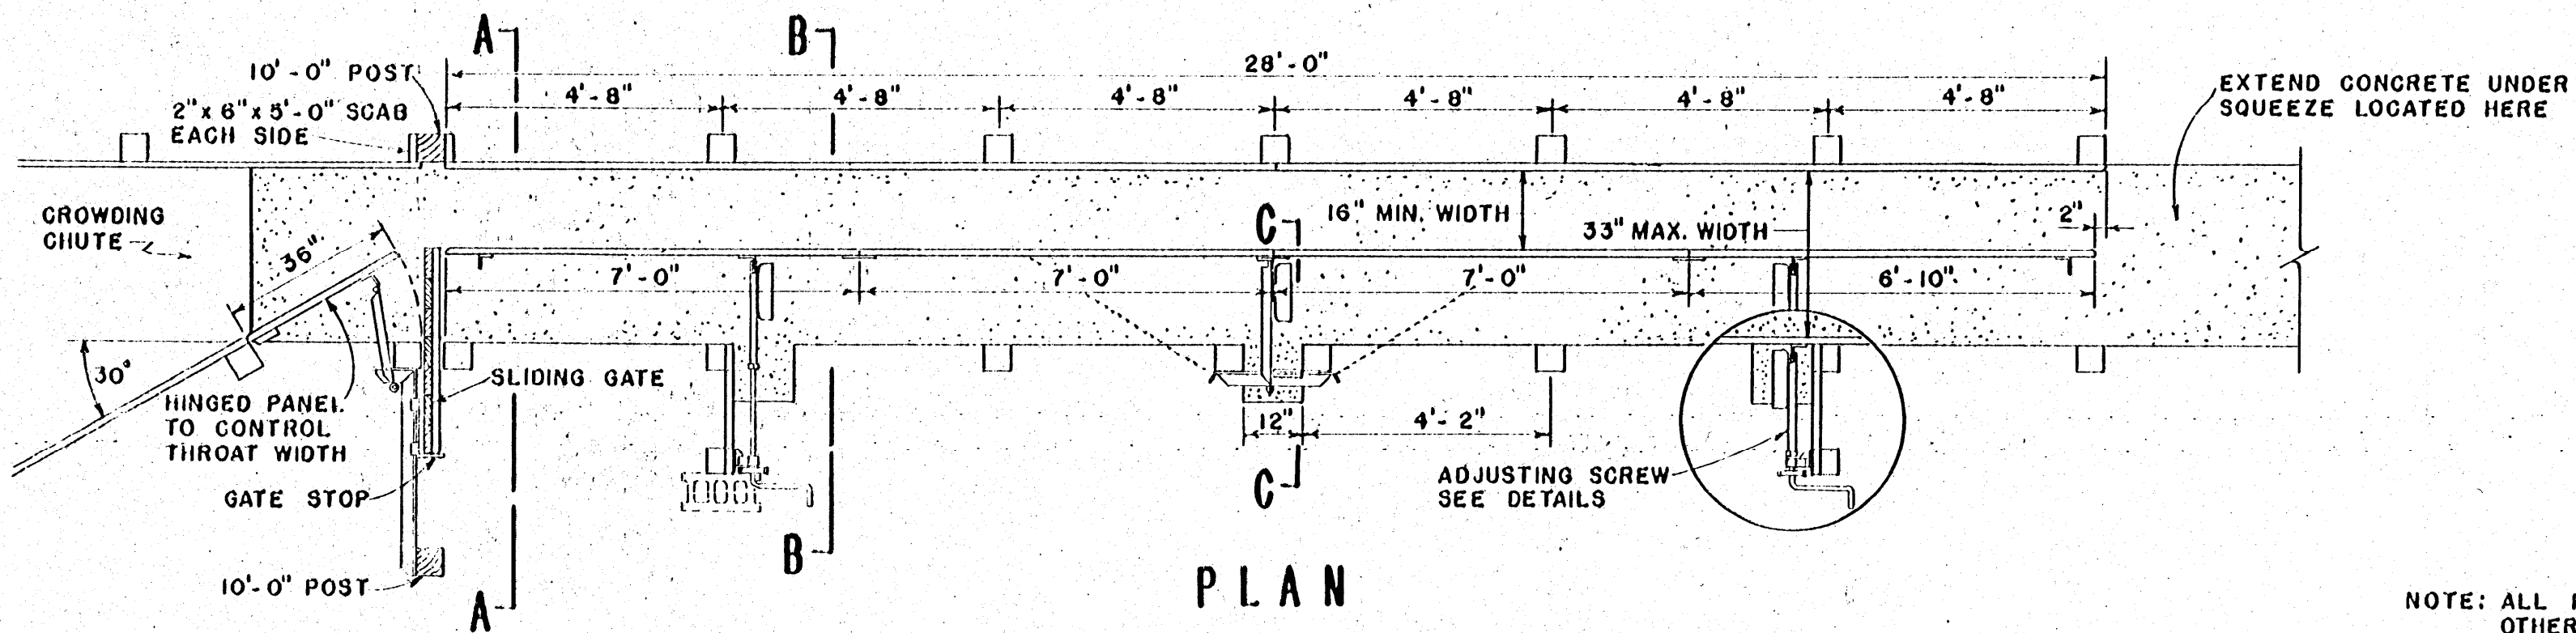 A
B
10'-0" POST
28'-0"
2"x 6"x 5'-0" SCAB
EACH SIDE
4'-8"
4'-8"
4'-8"
4'-8"
4'-8"
4'-8"
EXTEND CONCRETE UNDER
SQUEEZE LOCATED HERE
CROWDING
CHUTE
36"
C
16" MIN. WIDTH
33" MAX. WIDTH
2"
7'-0"
7'-0"
7'-0"
6'-10"
30°
SLIDING GATE
HINGED PANEL
TO CONTROL
THROAT WIDTH
12"
4'-2"
GATE STOP
C
ADJUSTING SCREW
SEE DETAILS
B
10'-0" POST
A
PLAN
NOTE: ALL
OTHER